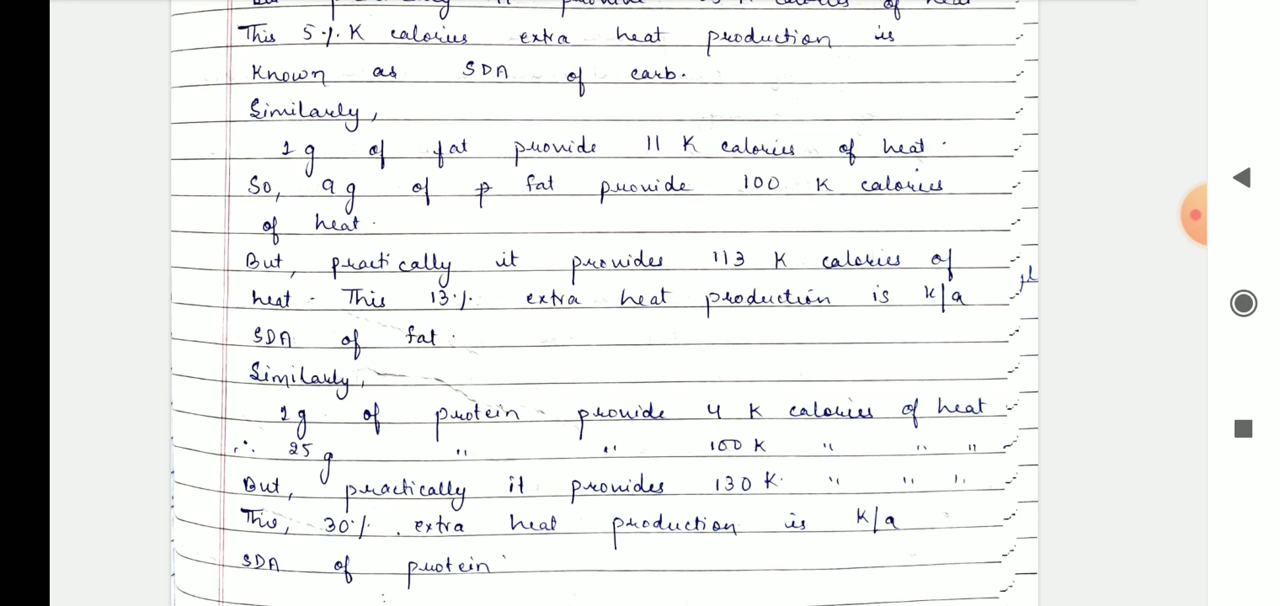 This 5% K calories extra heat production is
known as SDA of carb.
Similarly,
1g of fat provide 11 K calories of heat.
So, 9g of fat provide 100 K calories
of heat.
But, practically it provides 113 K calories of
heat - This 13% extra heat production is k/a
SDA of fat.
Similarly,
1g of protein provide 4 K calories of heat
∴ 25 g " " 100 K " " "
But, practically it provides 130 K. " " "
This, 30% extra heat production is k/a
SDA of protein